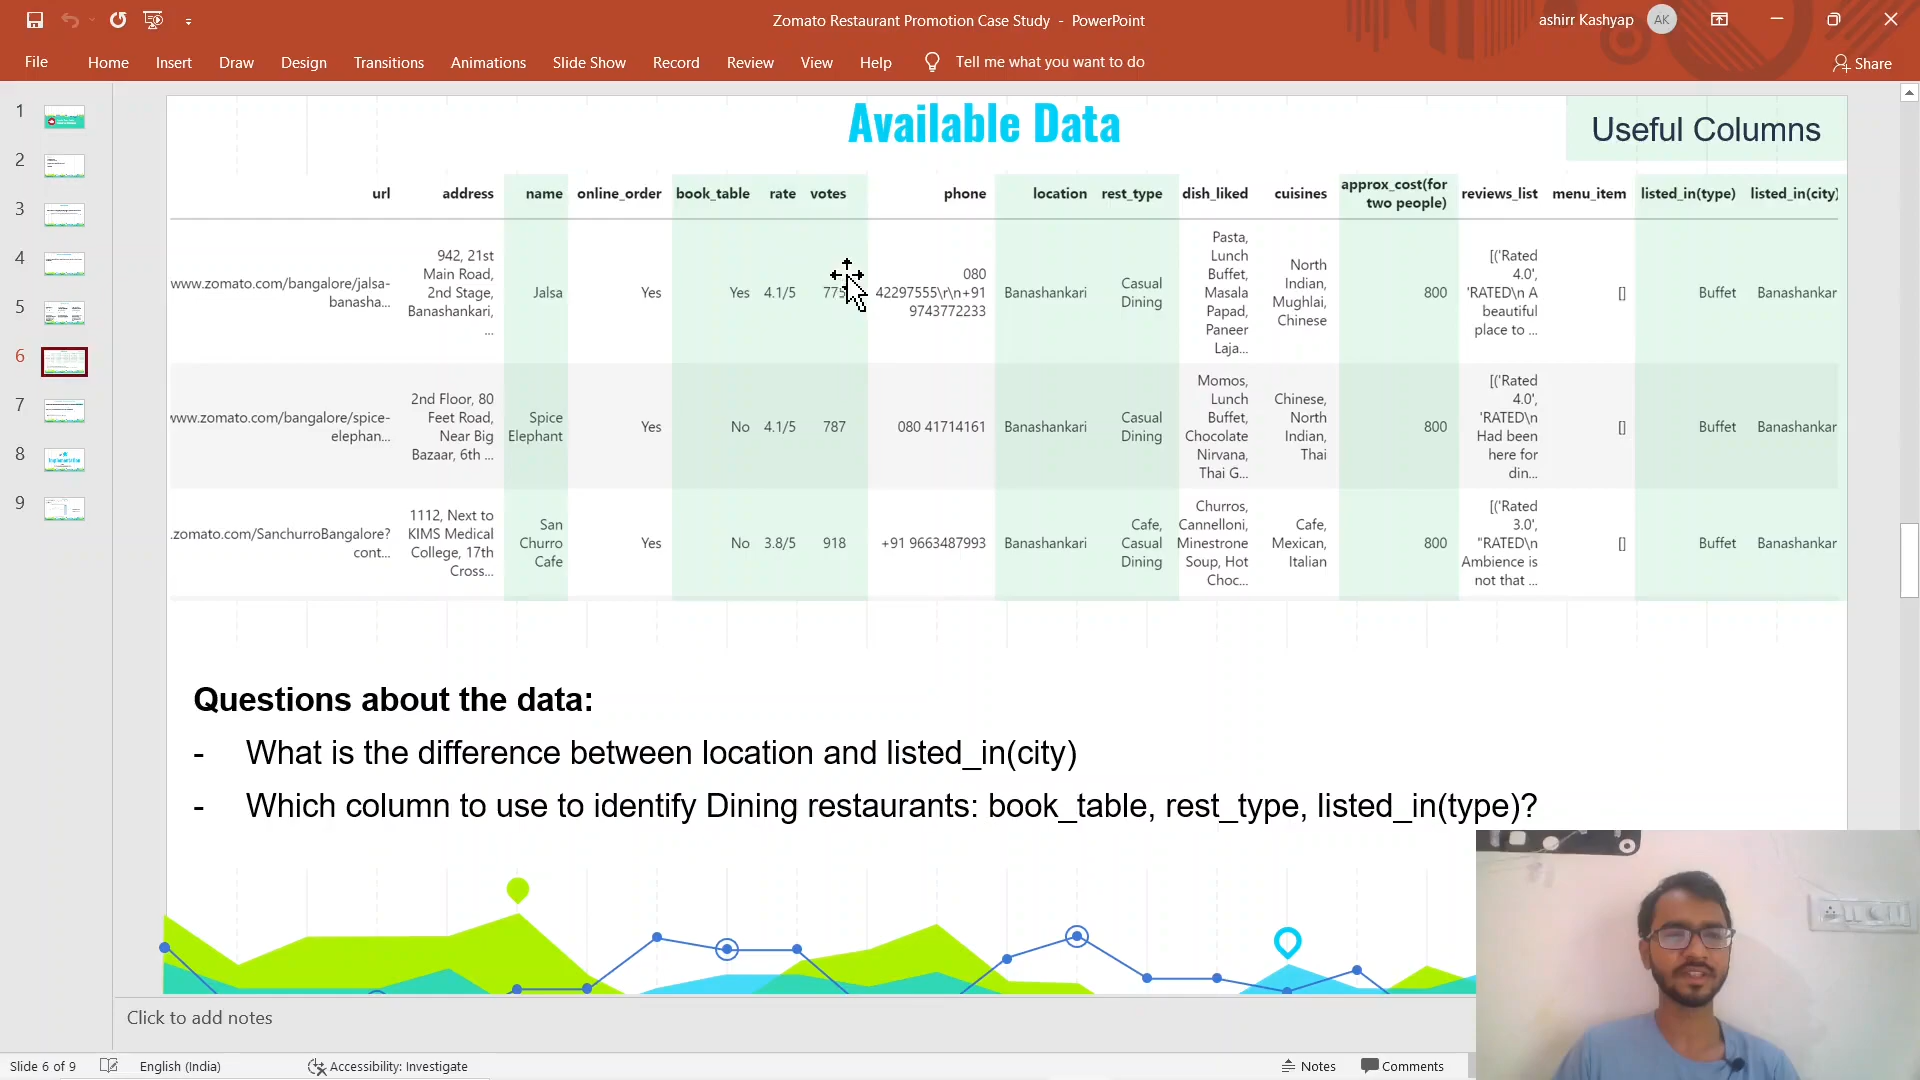 Zomato Restaurant Promotion Case Study - PowerPoint
ashirr Kashyap AK
File Home Insert Draw Design Transitions Animations Slide Show Record Review View Help Tell me what you want to do Share
1
2
3
4
5
6
7
8
9
Available Data
Useful Columns
url address name online_order book_table rate votes phone location rest_type dish_liked cuisines approx_cost(for two people) reviews_list menu_item listed_in(type) listed_in(city)
www.zomato.com/bangalore/jalsa-
banasha...
942, 21st
Main Road,
2nd Stage,
Banashankari,
...
Jalsa
Yes
Yes
4.1/5
775
080
42297555\r\n+91
9743772233
Banashankari
Casual
Dining
Pasta,
Lunch
Buffet,
Masala
Papad,
Paneer
Laja...
North
Indian,
Mughlai,
Chinese
800
[('Rated
4.0',
'RATED\n A
beautiful
place to ...
[]
Buffet
Banashankar
www.zomato.com/bangalore/spice-
elephan...
2nd Floor, 80
Feet Road,
Near Big
Bazaar, 6th ...
Spice
Elephant
Yes
No
4.1/5
787
080 41714161
Banashankari
Casual
Dining
Momos,
Lunch
Buffet,
Chocolate
Nirvana,
Thai G...
Chinese,
North
Indian,
Thai
800
[('Rated
4.0',
'RATED\n
Had been
here for
din...
[]
Buffet
Banashankar
.zomato.com/SanchurroBangalore?
cont...
1112, Next to
KIMS Medical
College, 17th
Cross...
San
Churro
Cafe
Yes
No
3.8/5
918
+91 9663487993
Banashankari
Cafe,
Casual
Dining
Churros,
Cannelloni,
Minestrone
Soup, Hot
Choc...
Cafe,
Mexican,
Italian
800
[('Rated
3.0',
"RATED\n
Ambience is
not that ...
[]
Buffet
Banashankar
Questions about the data:
- What is the difference between location and listed_in(city)
- Which column to use to identify Dining restaurants: book_table, rest_type, listed_in(type)?
Click to add notes
Slide 6 of 9 English (India) Accessibility: Investigate Notes Comments